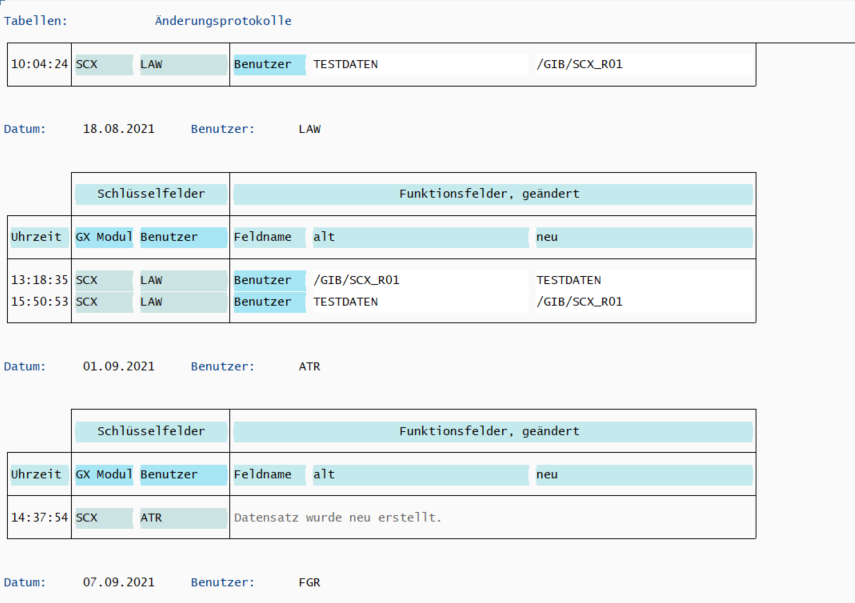 Tabellen: Änderungsprotokolle
10:04:24 SCX LAW Benutzer TESTDATEN /GIB/SCX_R01
Datum: 18.08.2021 Benutzer: LAW
Schlüsselfelder Funktionsfelder, geändert
Uhrzeit GX Modul Benutzer Feldname alt neu
13:18:35 SCX LAW Benutzer /GIB/SCX_R01 TESTDATEN
15:50:53 SCX LAW Benutzer TESTDATEN /GIB/SCX_R01
Datum: 01.09.2021 Benutzer: ATR
Schlüsselfelder Funktionsfelder, geändert
Uhrzeit GX Modul Benutzer Feldname alt neu
14:37:54 SCX ATR Datensatz wurde neu erstellt.
Datum: 07.09.2021 Benutzer: FGR